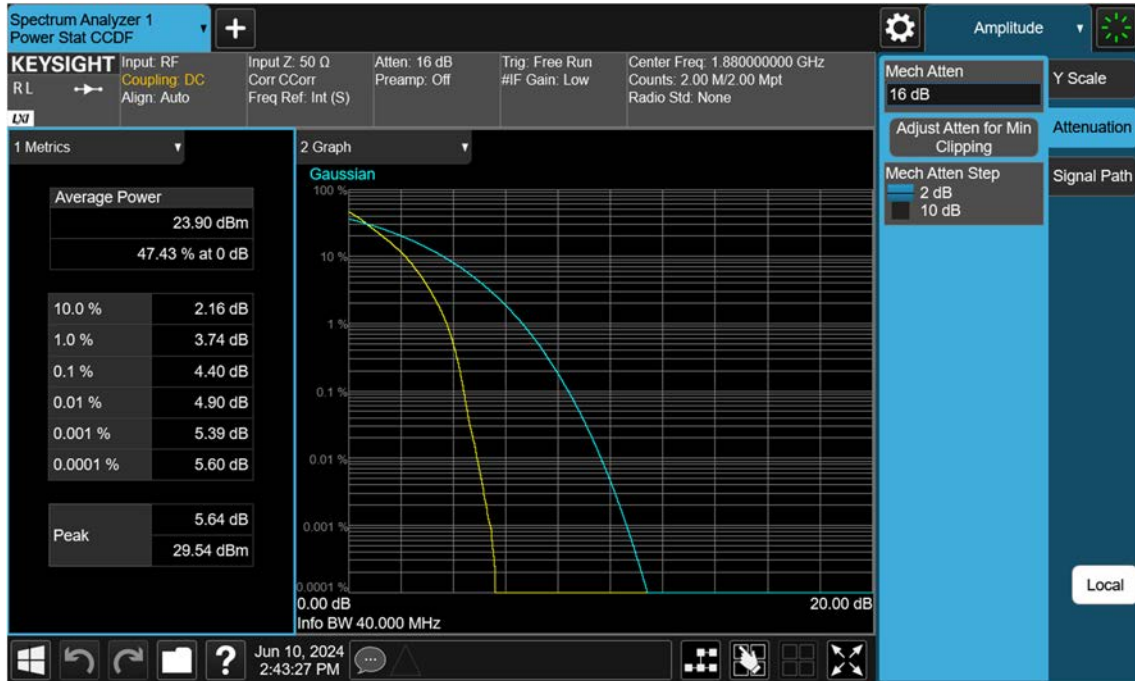 Spectrum Analyzer 1
Power Stat CCDF
+
Amplitude
KEYSIGHT
RL
LXI
Input: RF
Coupling: DC
Align: Auto
Input Z: 50 Ω
Corr CCorr
Freq Ref: Int (S)
Atten: 16 dB
Preamp: Off
Trig: Free Run
#IF Gain: Low
Center Freq: 1.880000000 GHz
Counts: 2.00 M/2.00 Mpt
Radio Std: None
Mech Atten
16 dB
Adjust Atten for Min
Clipping
Mech Atten Step
2 dB
10 dB
Y Scale
Attenuation
Signal Path
Local
1 Metrics
Average Power
23.90 dBm
47.43 % at 0 dB
10.0 % 2.16 dB
1.0 % 3.74 dB
0.1 % 4.40 dB
0.01 % 4.90 dB
0.001 % 5.39 dB
0.0001 % 5.60 dB
Peak
5.64 dB
29.54 dBm
2 Graph
Gaussian
100 %
10 %
1 %
0.1 %
0.01 %
0.001 %
0.0001 %
0.00 dB 20.00 dB
Info BW 40.000 MHz
?
Jun 10, 2024
2:43:27 PM